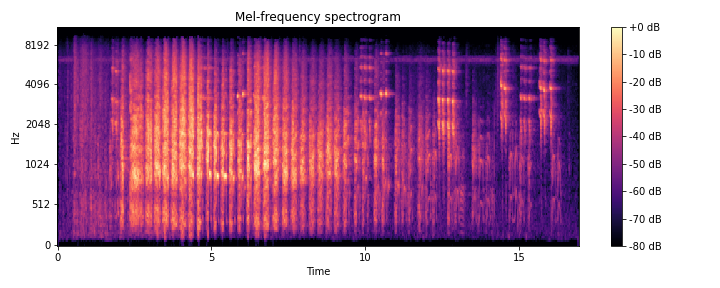 Mel-frequency spectrogram
8192
4096
2048
1024
512
0
Hz
0
5
10
15
Time
+0 dB
-10 dB
-20 dB
-30 dB
-40 dB
-50 dB
-60 dB
-70 dB
-80 dB